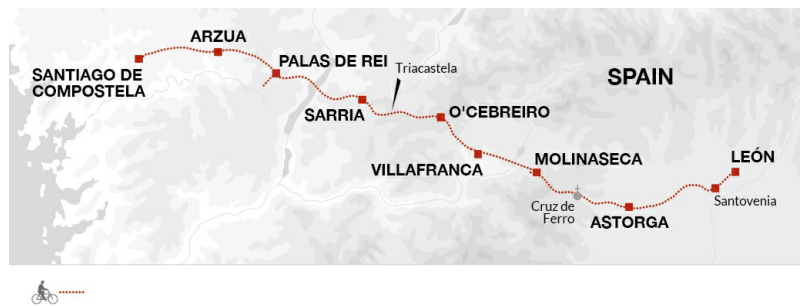 ARZUA
PALAS DE REI
Triacastela
SPAIN
SANTIAGO DE
COMPOSTELA
SARRIA
O'CEBREIRO
VILLAFRANCA
MOLINASECA
LEÓN
Cruz de
Ferro
ASTORGA
Santovenia